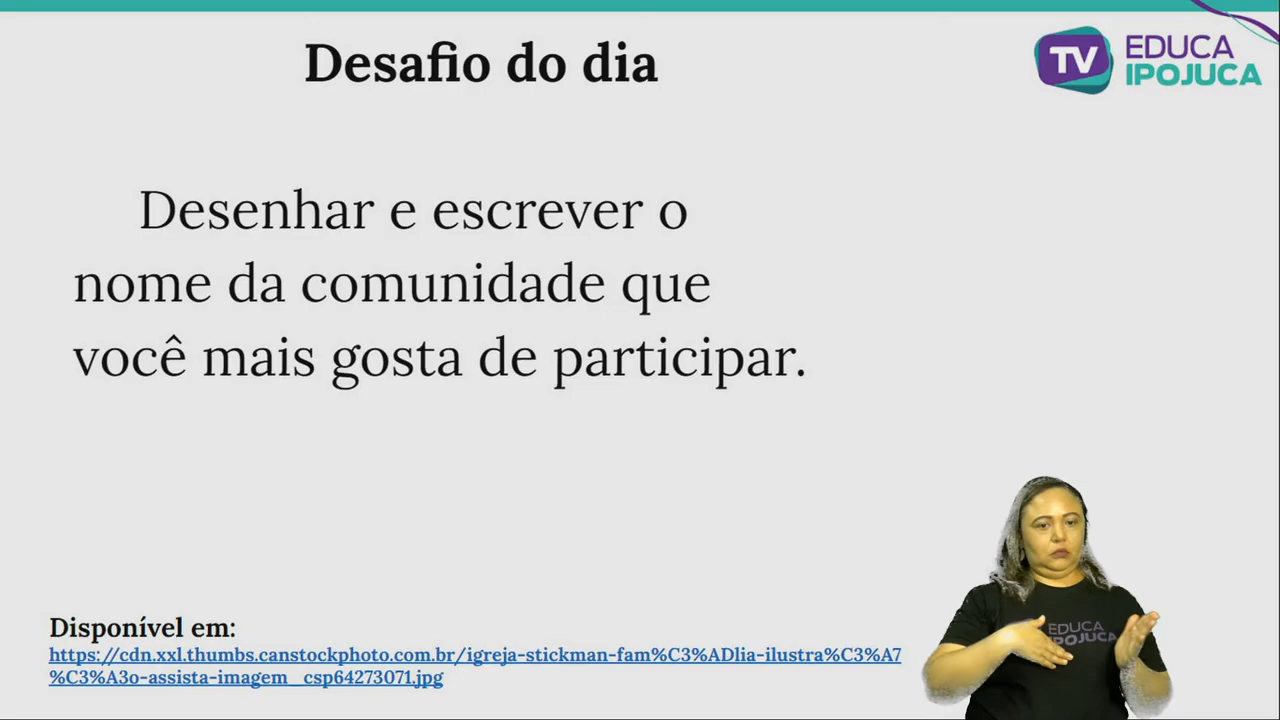 Desafio do dia
TV EDUCA
IPOJUCA
Desenhar e escrever o
nome da comunidade que
você mais gosta de participar.
EDUCA
IPOJUCA
Disponível em:
https://cdn.xxl.thumbs.canstockphoto.com.br/igreja-stickman-fam%C3%ADlia-ilustra%C3%A7
%C3%A3o-assista-imagem_csp64273071.jpg